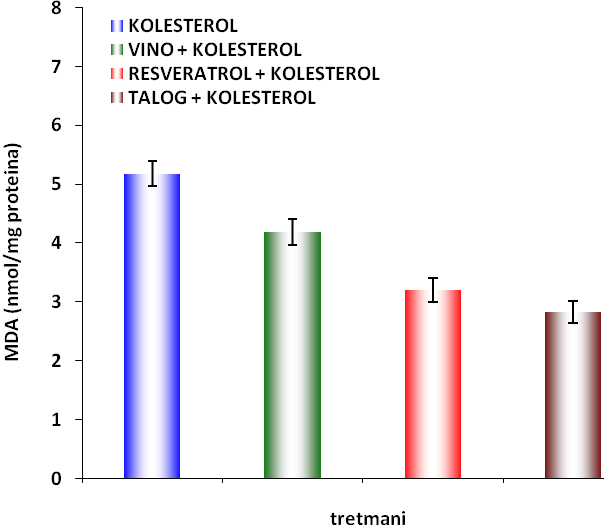 8
7
6
5
4
3
2
1
0
MDA (nmol/mg proteina)
KOLESTEROL
VINO + KOLESTEROL
RESVERATROL + KOLESTEROL
TALOG + KOLESTEROL
tretmani